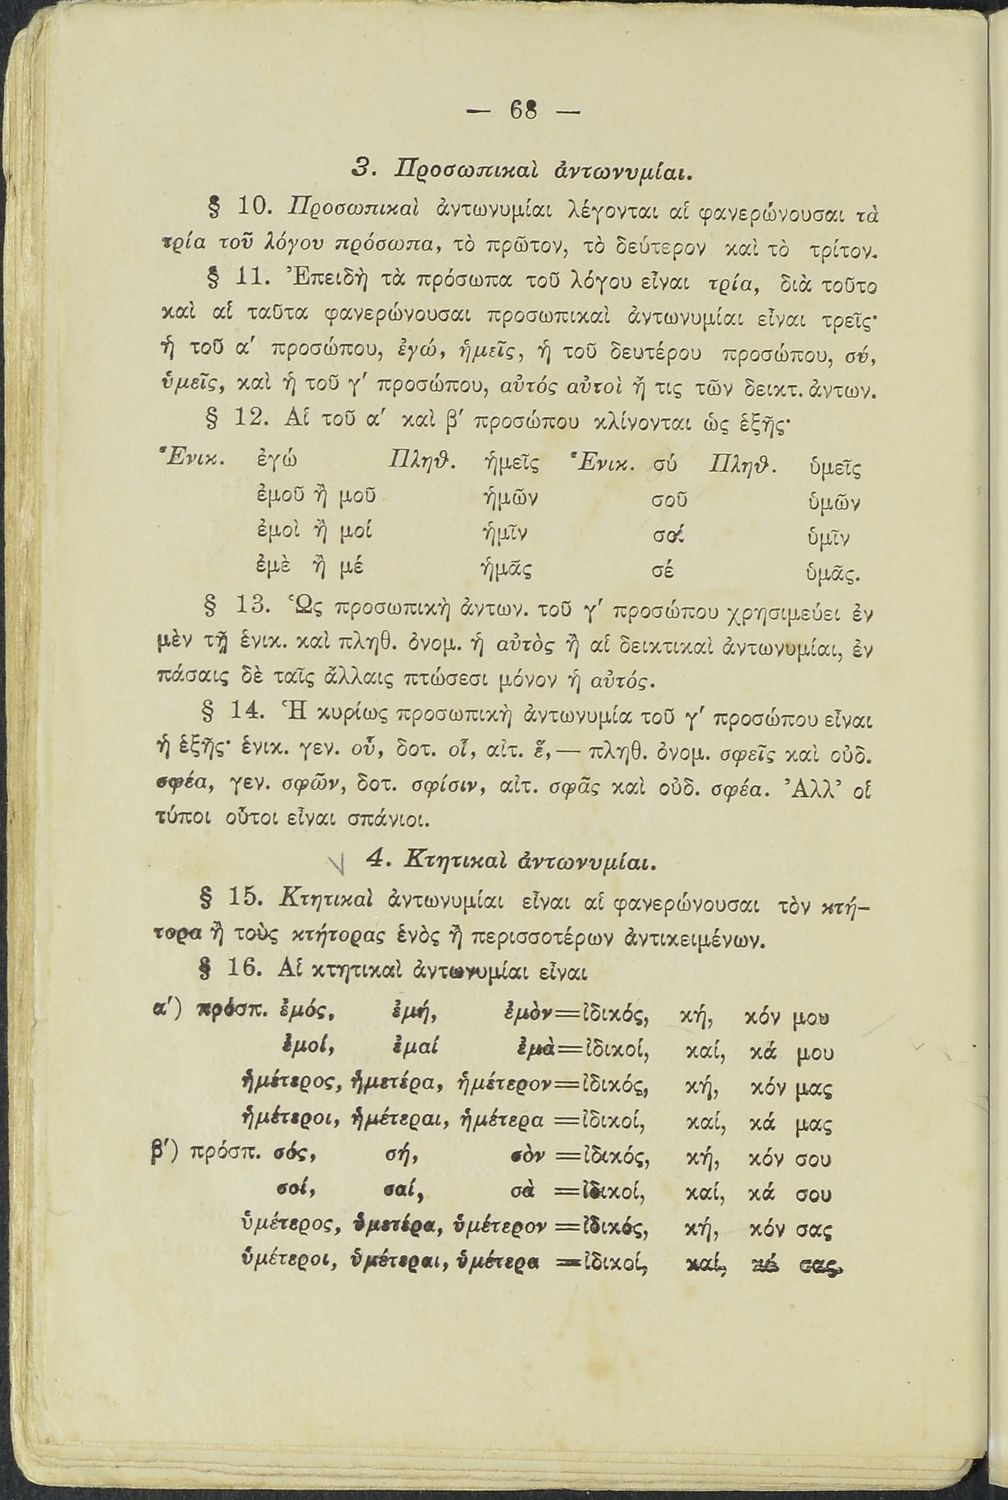 — 68 —
3. Προσωπικαὶ ἀντωνυμίαι.
§ 10. Προσωπικαὶ ἀντωνυμίαι λέγονται αἱ φανερώνουσαι τὰ
τρία τοῦ λόγου πρόσωπα, τὸ πρῶτον, τὸ δεύτερον καὶ τὸ τρίτον.
§ 11. Ἐπειδὴ τὰ πρόσωπα τοῦ λόγου εἶναι τρία, διὰ τοῦτο
καὶ αἱ ταῦτα φανερώνουσαι προσωπικαὶ ἀντωνυμίαι εἶναι τρεῖς·
ἡ τοῦ α′ προσώπου, ἐγώ, ἡμεῖς, ἡ τοῦ δευτέρου προσώπου, σύ,
ὑμεῖς, καὶ ἡ τοῦ γ′ προσώπου, αὐτός αὐτοὶ ἤ τις τῶν δεικτ. ἀντων.
§ 12. Αἱ τοῦ α′ καὶ β′ προσώπου κλίνονται ὡς ἑξῆς·
Ἑνικ. ἐγώ Πληθ. ἡμεῖς Ἑνικ. σύ Πληθ. ὑμεῖς
ἐμοῦ ἢ μοῦ ἡμῶν σοῦ ὑμῶν
ἐμοὶ ἢ μοί ἡμῖν σοί ὑμῖν
ἐμὲ ἢ μέ ἡμᾶς σέ ὑμᾶς.
§ 13. Ὡς προσωπικὴ ἀντων. τοῦ γ′ προσώπου χρησιμεύει ἐν
μὲν τῇ ἑνικ. καὶ πληθ. ὀνομ. ἡ αὐτὸς ἢ αἱ δεικτικαὶ ἀντωνυμίαι, ἐν
πάσαις δὲ ταῖς ἄλλαις πτώσεσι μόνον ἡ αὐτός.
§ 14. Ἡ κυρίως προσωπικὴ ἀντωνυμία τοῦ γ′ προσώπου εἶναι
ἡ ἑξῆς· ἑνικ. γεν. οὗ, δοτ. οἷ, αἰτ. ἕ,— πληθ. ὀνομ. σφεῖς καὶ οὐδ.
σφέα, γεν. σφῶν, δοτ. σφίσιν, αἰτ. σφᾶς καὶ οὐδ. σφέα. Ἀλλ’ οἱ
τύποι οὗτοι εἶναι σπάνιοι.
4. Κτητικαὶ ἀντωνυμίαι.
§ 15. Κτητικαὶ ἀντωνυμίαι εἶναι αἱ φανερώνουσαι τὸν κτή-
τορα ἢ τοὺς κτήτορας ἑνὸς ἢ περισσοτέρων ἀντικειμένων.
§ 16. Αἱ κτητικαὶ ἀντωνυμίαι εἶναι
α′) πρόσπ. ἐμός, ἐμή, ἐμὸν=ἰδικός, κή, κόν μου
ἐμοί, ἐμαί ἐμὰ=ἰδικοί, καί, κά μου
ἡμέτερος, ἡμετέρα, ἡμέτερον=ἰδικός, κή, κόν μας
ἡμέτεροι, ἡμέτεραι, ἡμέτερα =ἰδικοί, καί, κά μας
β′) πρόσπ. σός, σή, σὸν =ἰδικός, κή, κόν σου
σοί, σαί, σὰ =ἰδικοί, καί, κά σου
ὑμέτερος, ὑμετέρα, ὑμέτερον =ἰδικός, κή, κόν σας
ὑμέτεροι, ὑμέτεραι, ὑμέτερα =ἰδικοί, καί, κά σας.